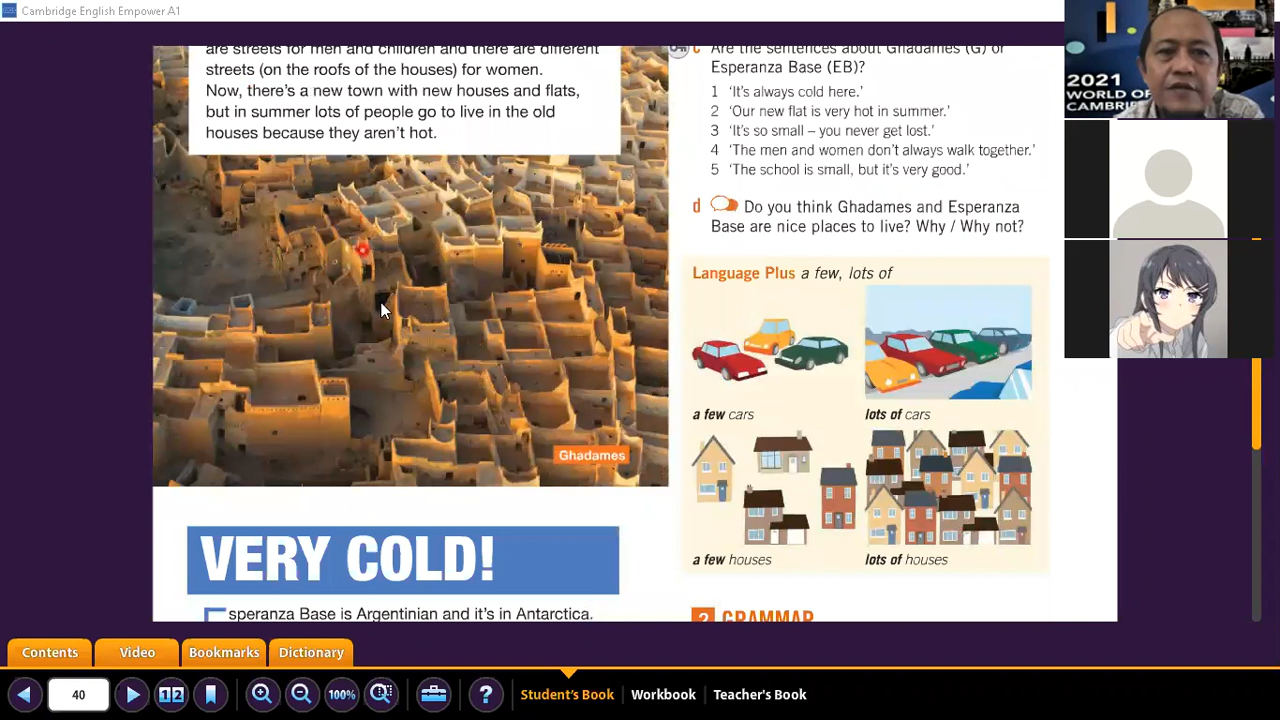 Cambridge English Empower A1
are streets for men and children and there are different
streets (on the roofs of the houses) for women.
Now, there's a new town with new houses and flats,
but in summer lots of people go to live in the old
houses because they aren't hot.
Ghadames
VERY COLD!
Esperanza Base is Argentinian and it's in Antarctica.
c Are the sentences about Ghadames (G) or
Esperanza Base (EB)?
1 ‘It's always cold here.’
2 ‘Our new flat is very hot in summer.’
3 ‘It's so small – you never get lost.’
4 ‘The men and women don't always walk together.’
5 ‘The school is small, but it's very good.’
d Do you think Ghadames and Esperanza
Base are nice places to live? Why / Why not?
Language Plus a few, lots of
a few cars
lots of cars
a few houses
lots of houses
2 GRAMMAR
2021
WORLD OF
CAMBRI
Contents
Video
Bookmarks
Dictionary
40
1 2
100%
?
Student's Book
Workbook
Teacher's Book